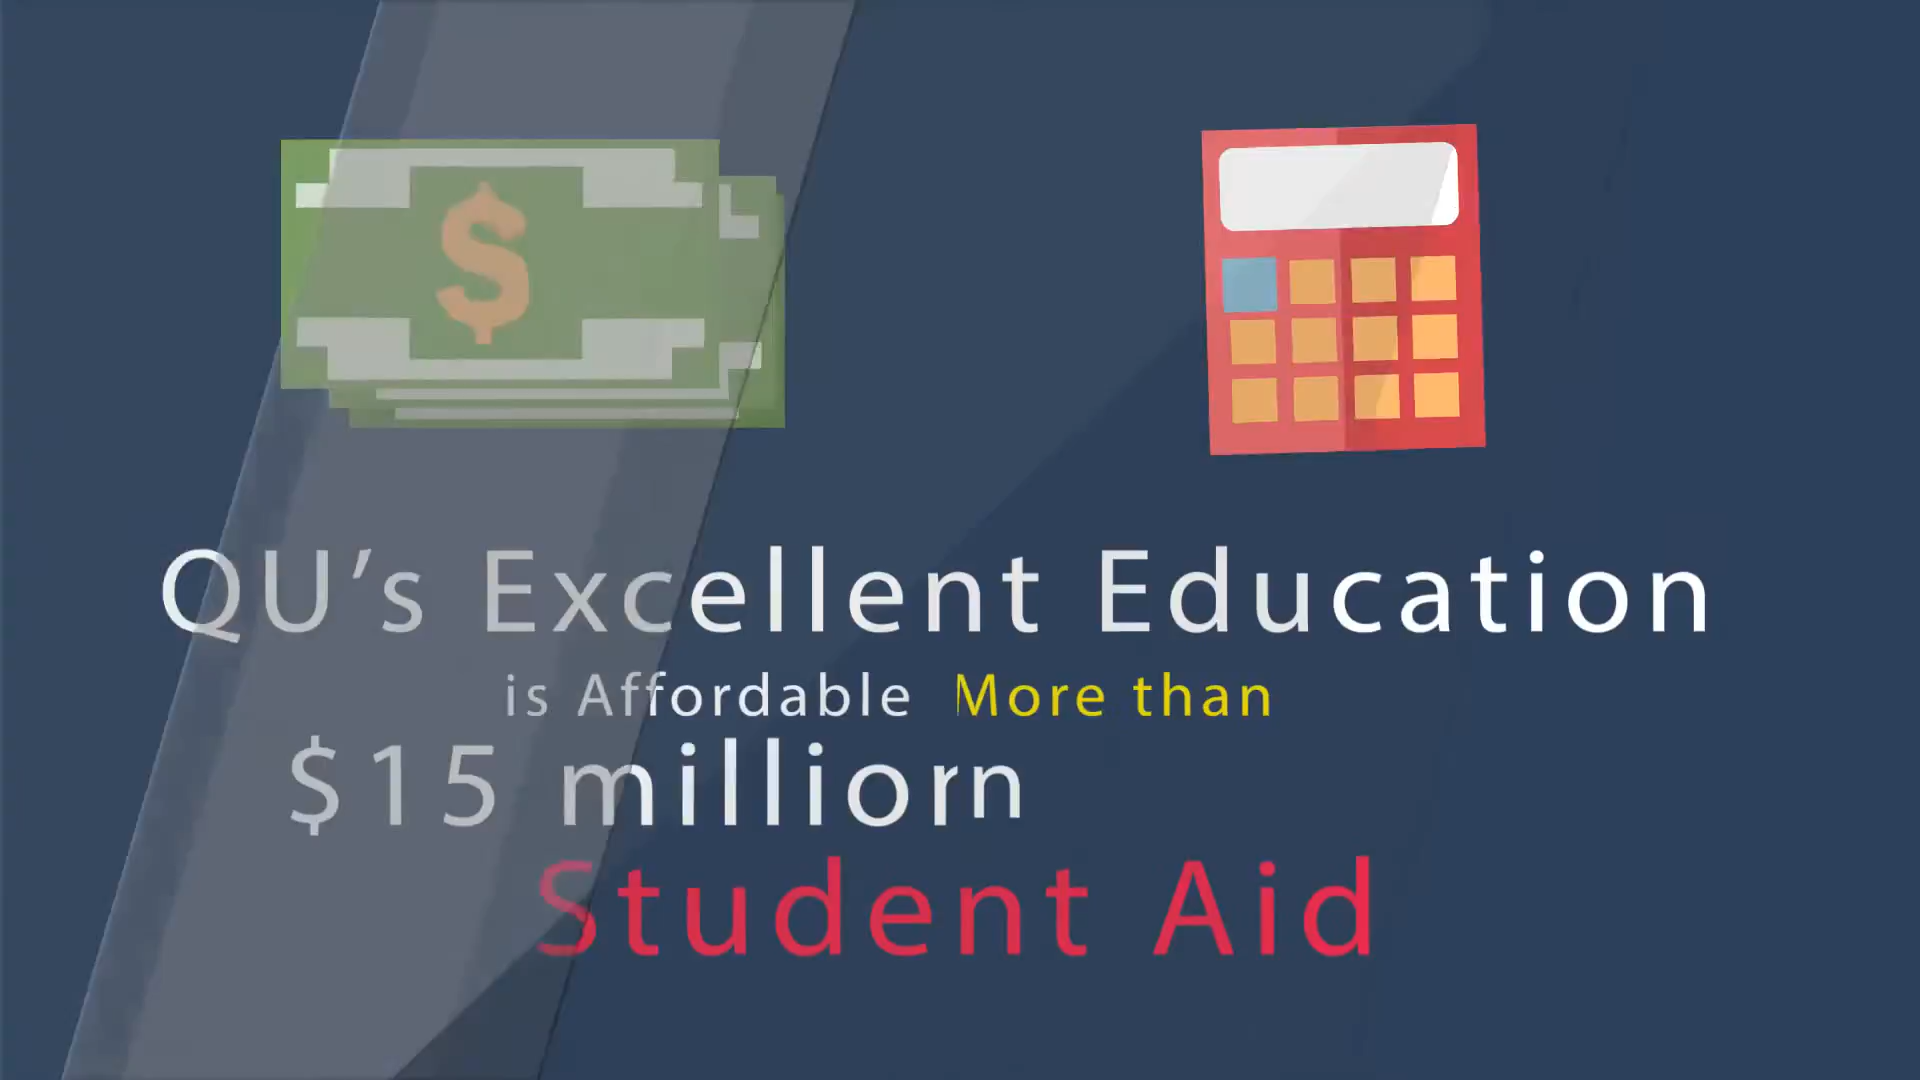 $
QU's Excellent Education
is Affordable More than
$15 milliorn
Student Aid